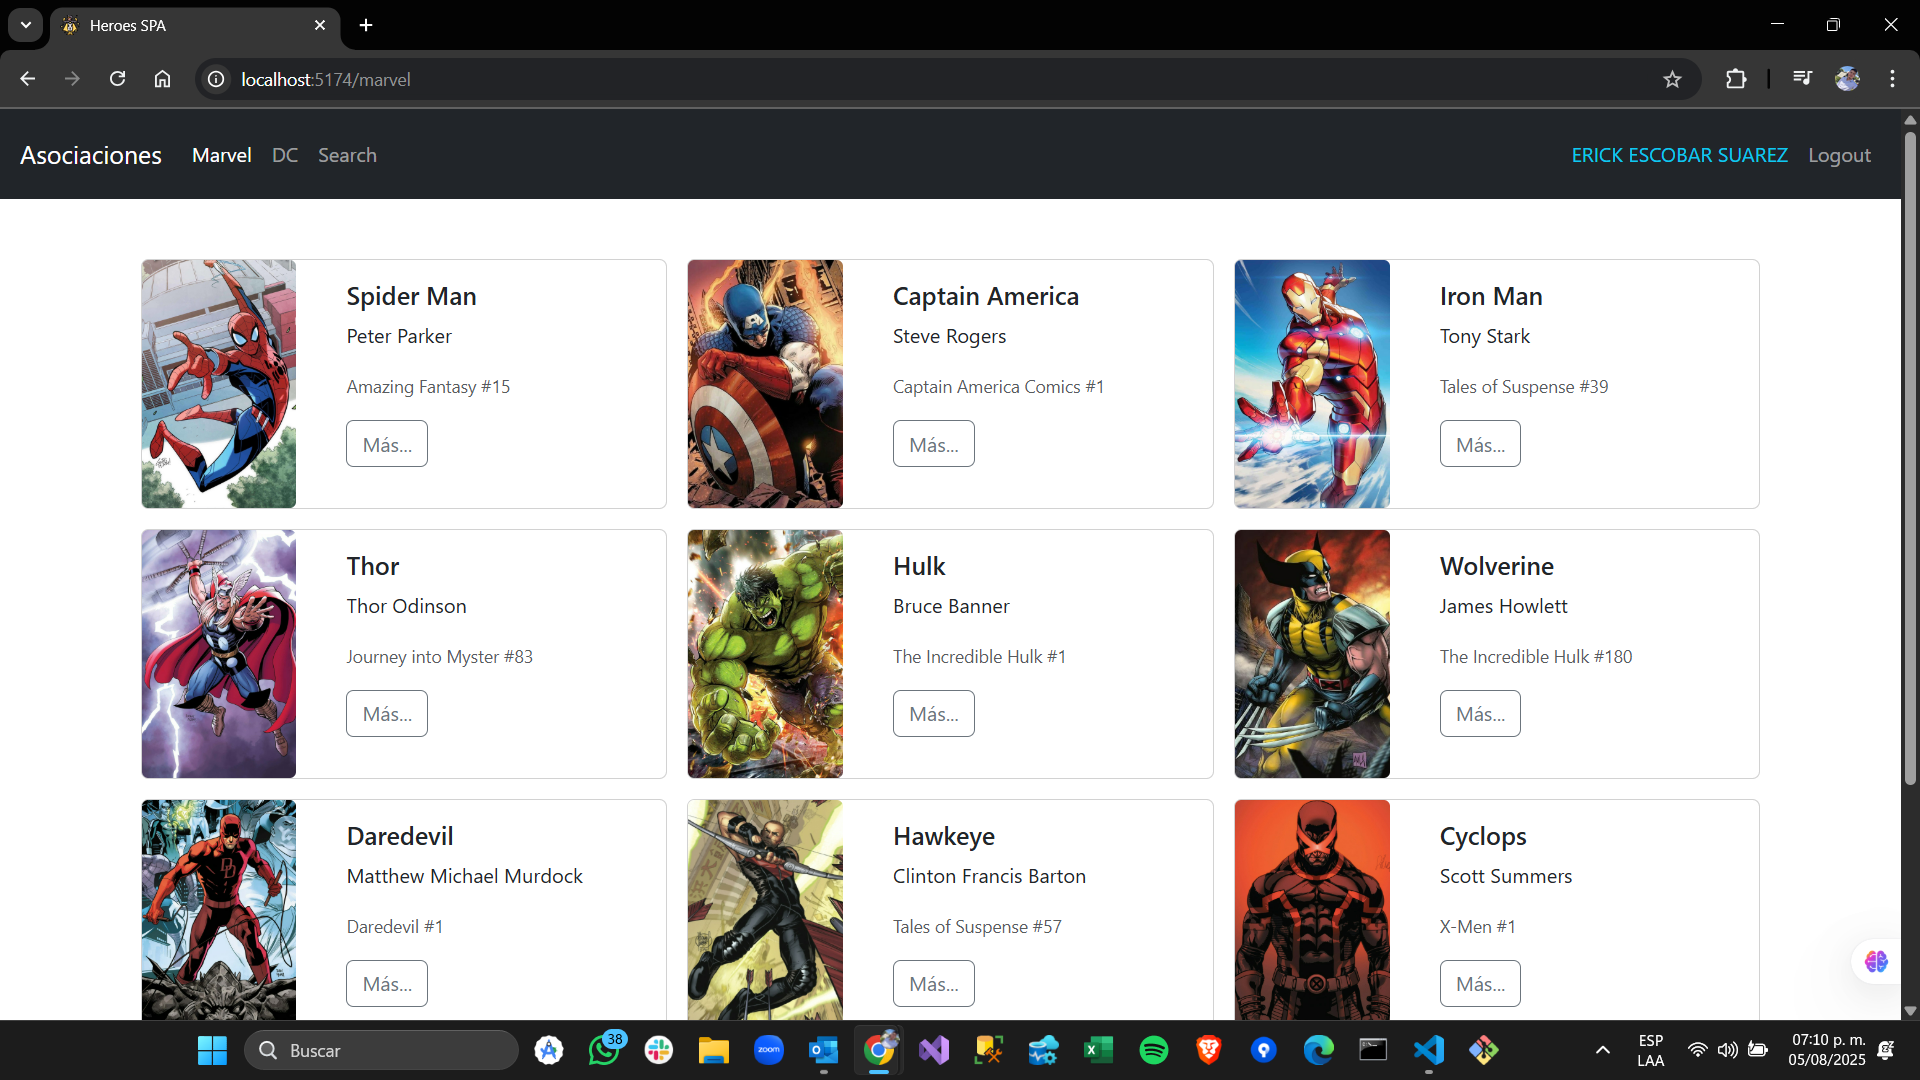 Heroes SPA
localhost:5174/marvel
Asociaciones Marvel DC Search ERICK ESCOBAR SUAREZ Logout
Spider Man
Peter Parker
Amazing Fantasy #15
Más...
Captain America
Steve Rogers
Captain America Comics #1
Más...
Iron Man
Tony Stark
Tales of Suspense #39
Más...
Thor
Thor Odinson
Journey into Myster #83
Más...
Hulk
Bruce Banner
The Incredible Hulk #1
Más...
Wolverine
James Howlett
The Incredible Hulk #180
Más...
Daredevil
Matthew Michael Murdock
Daredevil #1
Más...
Hawkeye
Clinton Francis Barton
Tales of Suspense #57
Más...
Cyclops
Scott Summers
X-Men #1
Más...
Buscar
38
zoom
ESP
LAA
07:10 p. m.
05/08/2025